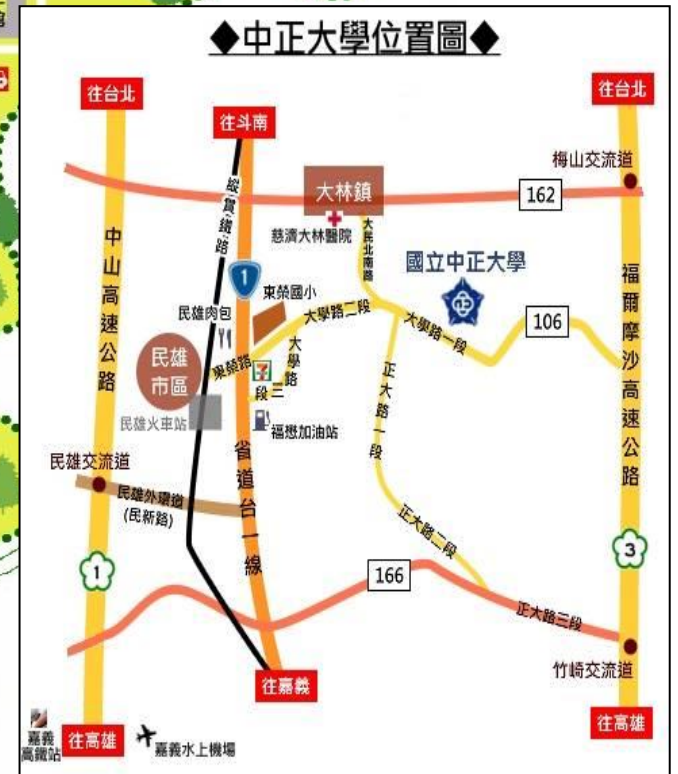 館
◆中正大學位置圖◆
往台北
往斗南
往台北
梅山交流道
162
大林鎮
慈濟大林醫院
縱貫鐵路
中山高速公路
1
東榮國小
大民北南路
國立中正大學
福爾摩沙高速公路
民雄肉包
大學路二段
大學路一段
106
民雄市區
東榮路
7
大學路三段
正大路一段
民雄火車站
福懋加油站
省道台一線
民雄交流道
民雄外環道
(民新路)
正大路二段
1
3
166
正大路三段
往嘉義
竹崎交流道
嘉義
高鐵站
往高雄
嘉義水上機場
往高雄